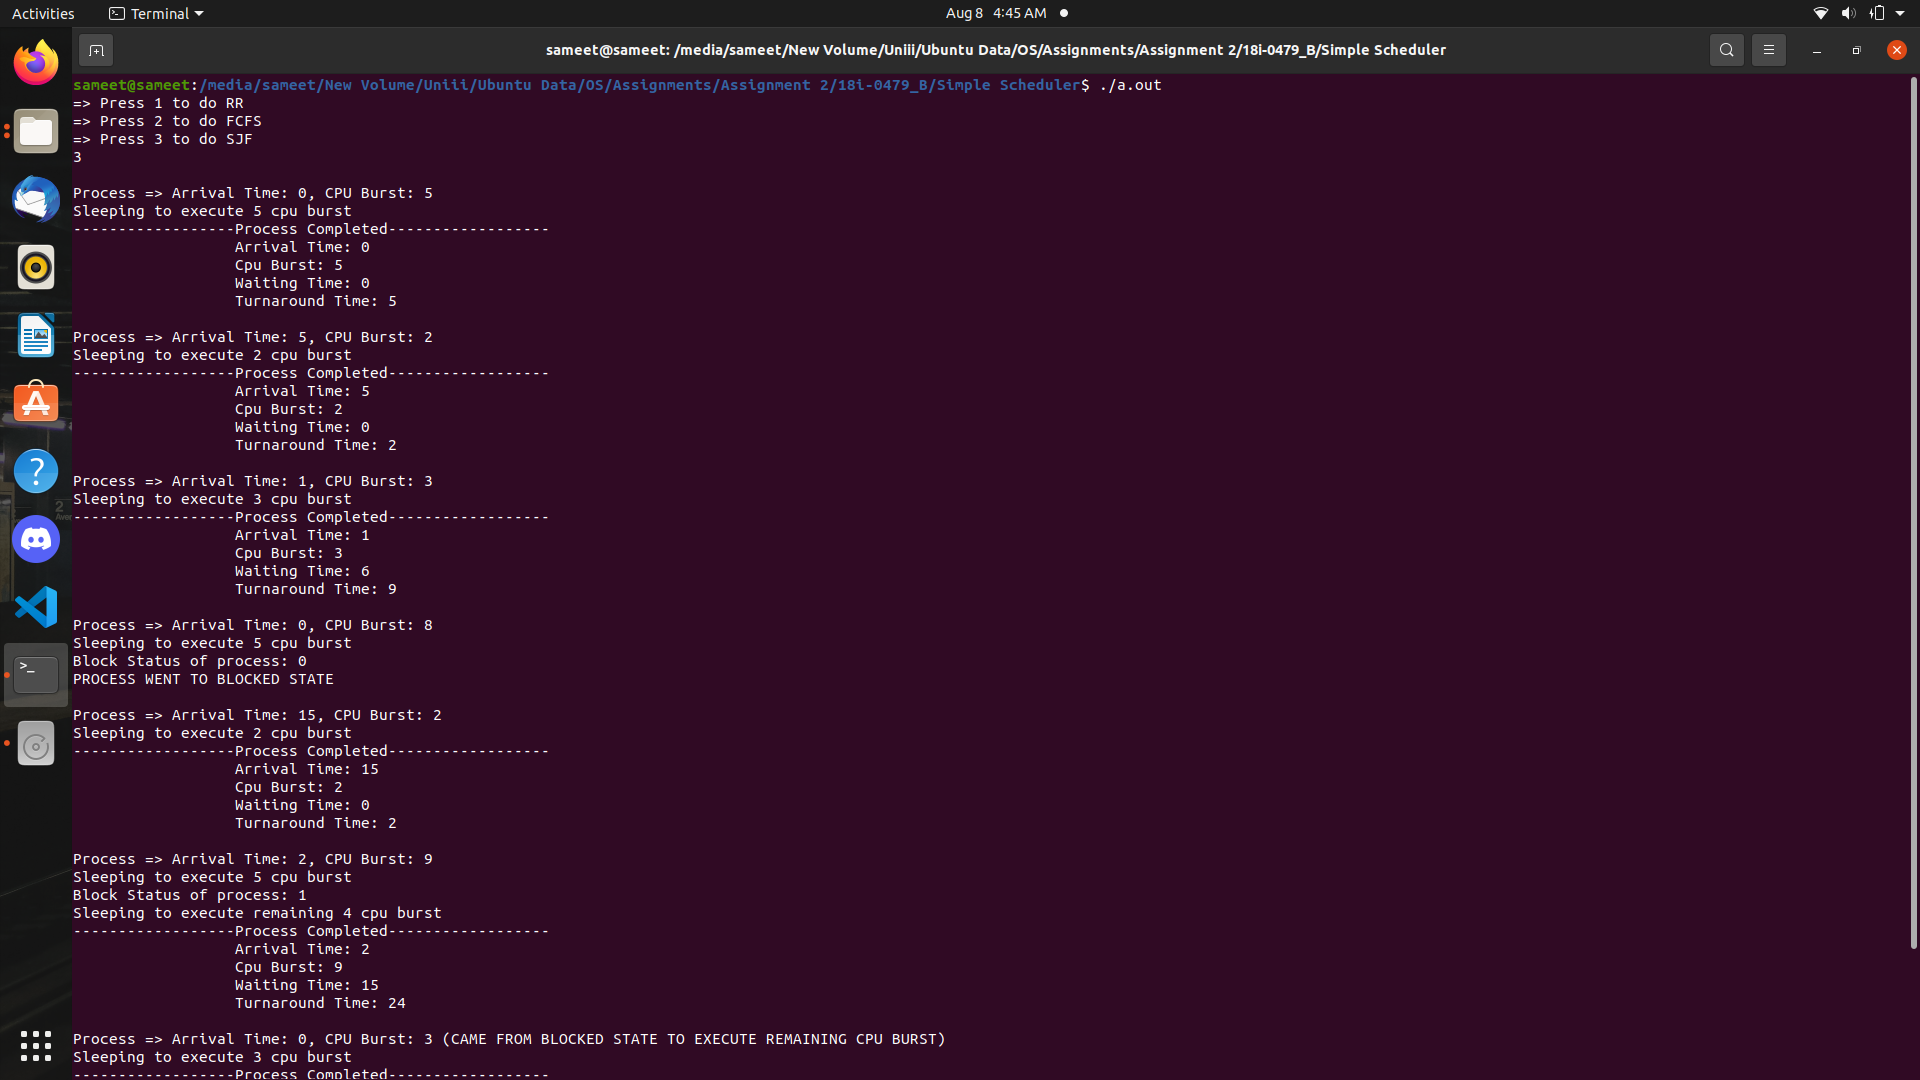 Activities
Terminal
Aug 8 4:45 AM
sameet@sameet: /media/sameet/New Volume/Uniii/Ubuntu Data/OS/Assignments/Assignment 2/18i-0479_B/Simple Scheduler
sameet@sameet:/media/sameet/New Volume/Uniii/Ubuntu Data/OS/Assignments/Assignment 2/18i-0479_B/Simple Scheduler$ ./a.out
=> Press 1 to do RR
=> Press 2 to do FCFS
=> Press 3 to do SJF
3
Process => Arrival Time: 0, CPU Burst: 5
Sleeping to execute 5 cpu burst
------------------Process Completed------------------
Arrival Time: 0
Cpu Burst: 5
Waiting Time: 0
Turnaround Time: 5
Process => Arrival Time: 5, CPU Burst: 2
Sleeping to execute 2 cpu burst
------------------Process Completed------------------
Arrival Time: 5
Cpu Burst: 2
Waiting Time: 0
Turnaround Time: 2
Process => Arrival Time: 1, CPU Burst: 3
Sleeping to execute 3 cpu burst
------------------Process Completed------------------
Arrival Time: 1
Cpu Burst: 3
Waiting Time: 6
Turnaround Time: 9
Process => Arrival Time: 0, CPU Burst: 8
Sleeping to execute 5 cpu burst
Block Status of process: 0
PROCESS WENT TO BLOCKED STATE
Process => Arrival Time: 15, CPU Burst: 2
Sleeping to execute 2 cpu burst
------------------Process Completed------------------
Arrival Time: 15
Cpu Burst: 2
Waiting Time: 0
Turnaround Time: 2
Process => Arrival Time: 2, CPU Burst: 9
Sleeping to execute 5 cpu burst
Block Status of process: 1
Sleeping to execute remaining 4 cpu burst
------------------Process Completed------------------
Arrival Time: 2
Cpu Burst: 9
Waiting Time: 15
Turnaround Time: 24
Process => Arrival Time: 0, CPU Burst: 3 (CAME FROM BLOCKED STATE TO EXECUTE REMAINING CPU BURST)
Sleeping to execute 3 cpu burst
------------------Process Completed------------------